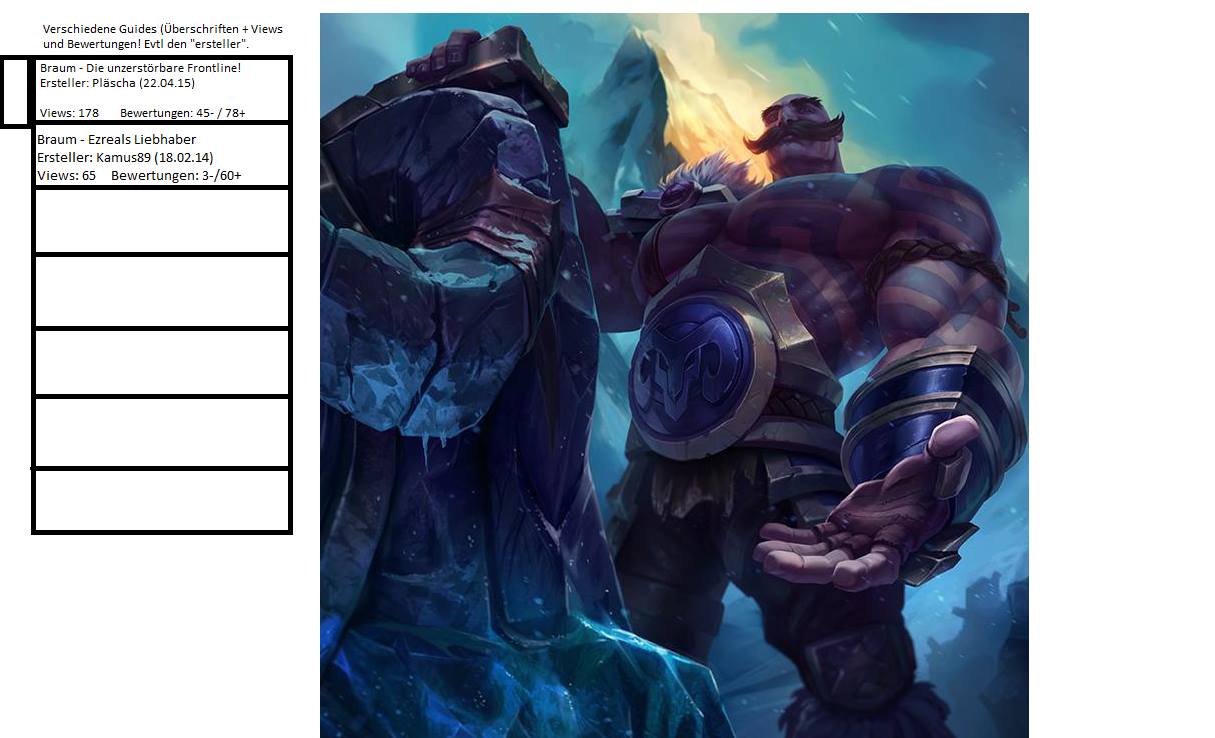 Verschiedene Guides (Überschriften + Views
und Bewertungen! Evtl den "ersteller".
Braum - Die unzerstörbare Frontline!
Ersteller: Pläscha (22.04.15)
Views: 178 Bewertungen: 45- / 78+
Braum - Ezreals Liebhaber
Ersteller: Kamus89 (18.02.14)
Views: 65 Bewertungen: 3-/60+